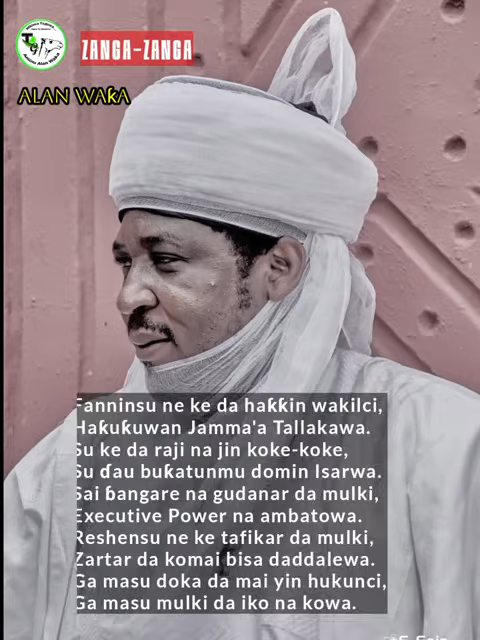 ZANGA-ZANGA
ALAN WAƙA
Fanninsu ne ke da haƙƙin wakilci,
Haƙuƙuwan Jamma'a Tallakawa.
Su ke da raji na jin koke-koke,
Su ɗau buƙatunmu domin Isarwa.
Sai ɓangare na gudanar da mulki,
Executive Power na ambatowa.
Reshensu ne ke tafikar da mulki,
Zartar da komai bisa daddalewa.
Ga masu doka da mai yin hukunci,
Ga masu mulki da iko na kowa.